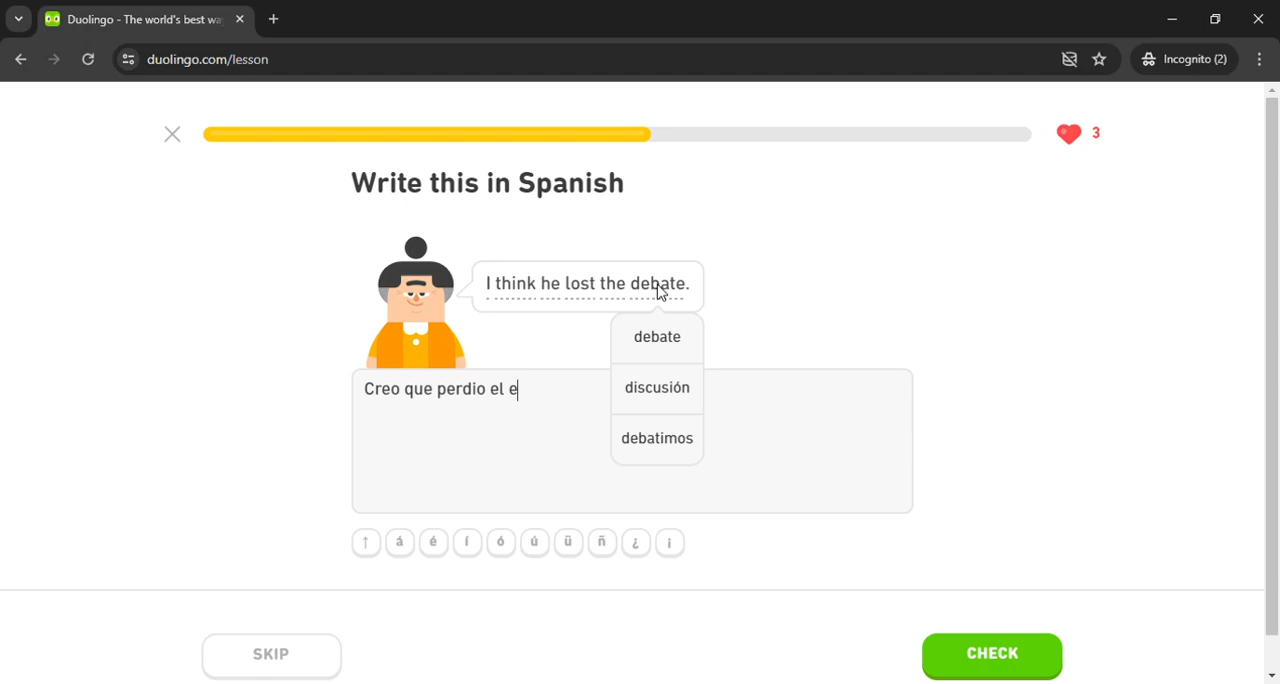 Duolingo - The world's best wa
duolingo.com/lesson
Incognito (2)
3
Write this in Spanish
I think he lost the debate.
debate
discusión
debatimos
Creo que perdio el e
↑ á é í ó ú ü ñ ¿ ¡
SKIP
CHECK